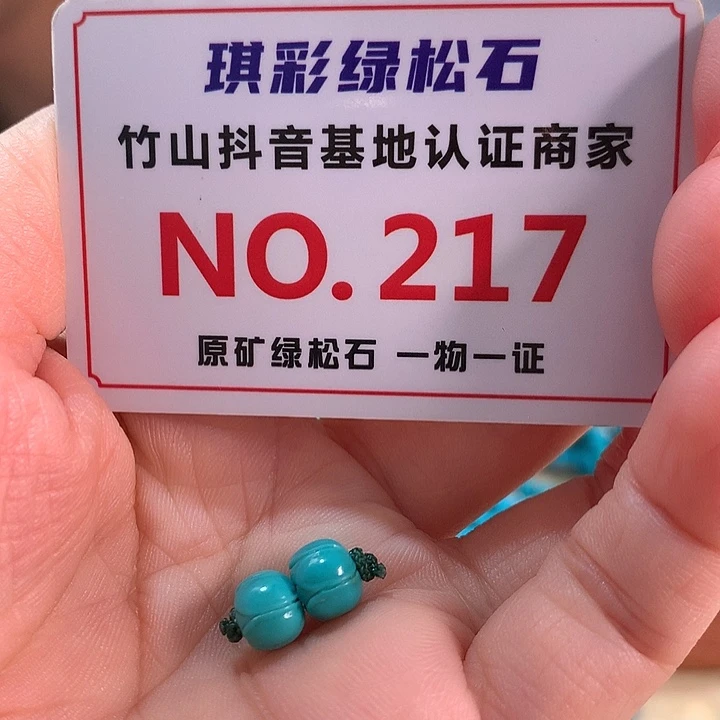 琪彩绿松石
竹山抖音基地认证商家
NO.217
原矿绿松石 一物一证